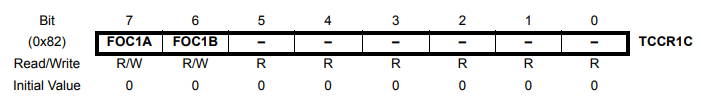 Bit 7 6 5 4 3 2 1 0
(0x82) FOC1A FOC1B – – – – – – TCCR1C
Read/Write R/W R/W R R R R R R
Initial Value 0 0 0 0 0 0 0 0